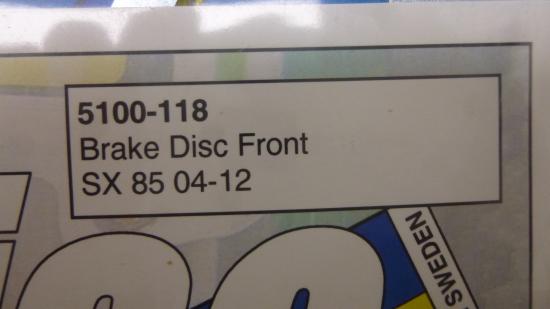 5100-118
Brake Disc Front
SX 85 04-12
SWEDEN